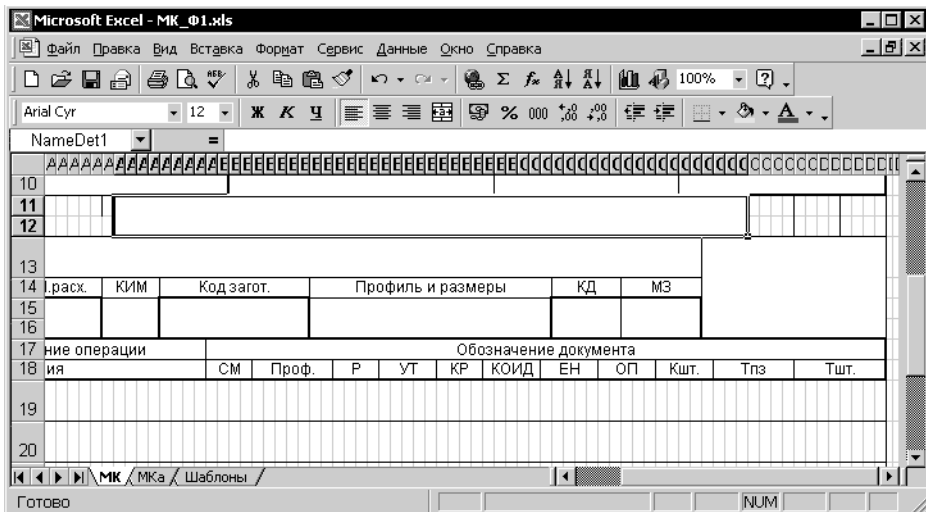 Microsoft Excel - МК_Ф1.xls
Файл Правка Вид Вставка Формат Сервис Данные Окно Справка
100%
Arial Cyr 12 Ж К Ч % 000
NameDet1 =
10
11
12
13
14 .расх. КИМ Код загот. Профиль и размеры КД МЗ
15
16
17 ние операции Обозначение документа
18 ия СМ Проф. Р УТ КР КОИД ЕН ОП Кшт. Тпз Тшт.
19
20
МК МКа Шаблоны
Готово NUM